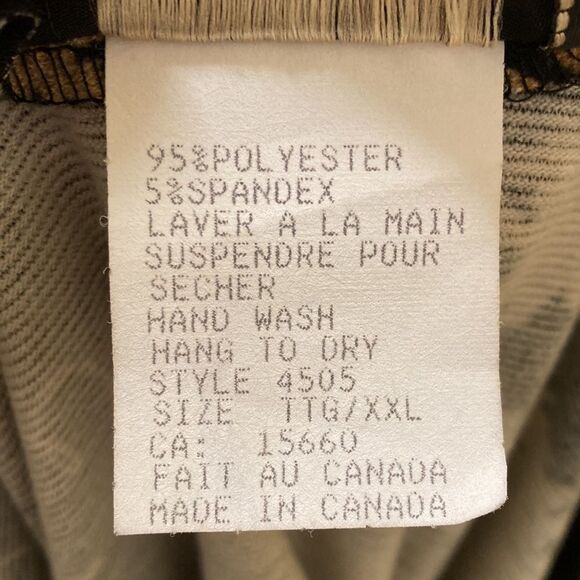 95%POLYESTER
5%SPANDEX
LAVER A LA MAIN
SUSPENDRE POUR
SECHER
HAND WASH
HANG TO DRY
STYLE 4505
SIZE TTG/XXL
CA: 15660
FAIT AU CANADA
MADE IN CANADA